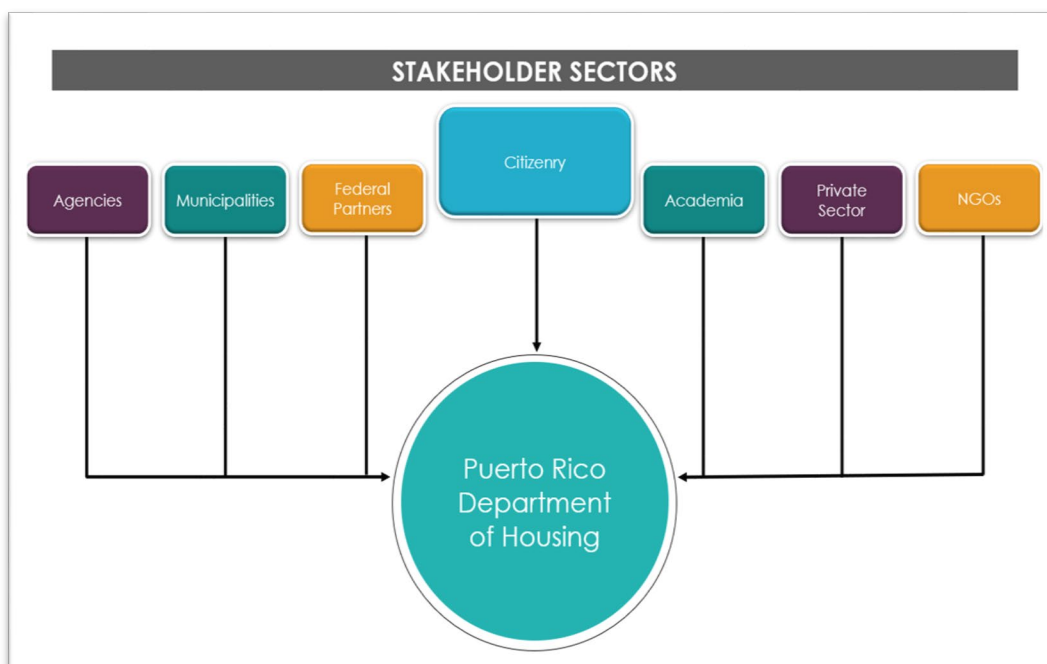 STAKEHOLDER SECTORS
Citizenry
Agencies
Municipalities
Federal
Partners
Academia
Private
Sector
NGOs
Puerto Rico
Department
of Housing